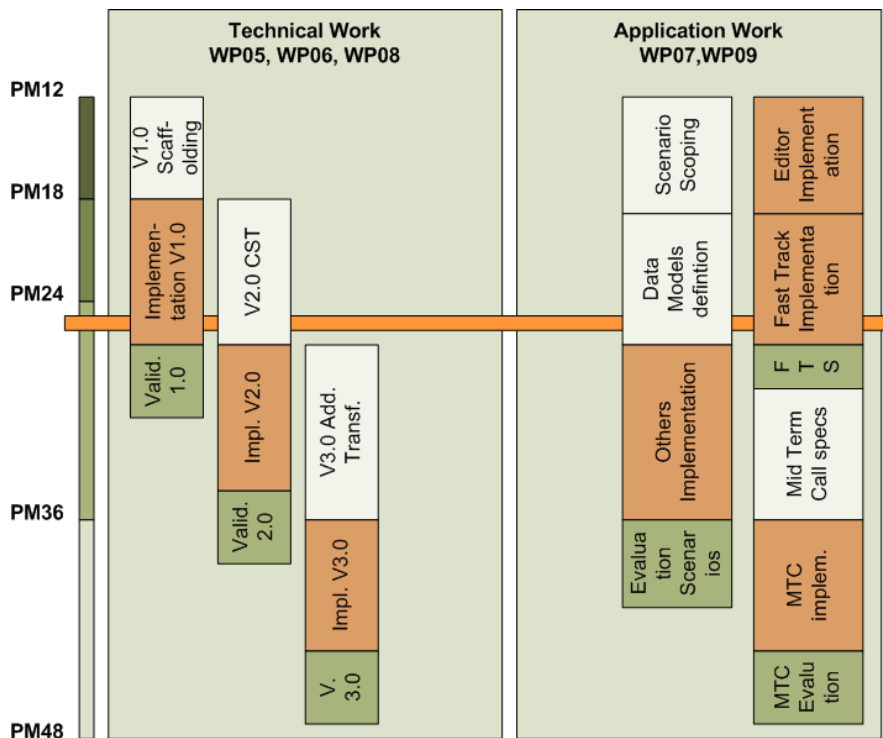 Technical Work
WP05, WP06, WP08
Application Work
WP07,WP09
PM12
PM18
PM24
PM36
PM48
V1.0
Scaff-
olding
Implemen-
tation V1.0
Valid.
1.0
V2.0 CST
Impl. V2.0
Valid.
2.0
V3.0 Add.
Transf.
Impl. V3.0
V.
3.0
Scenario
Scoping
Data
Models
defintion
Others
Implementation
Evalua
tion
Scenar
ios
Editor
Implement
ation
Fast Track
Implementa
tion
F
T
S
Mid Term
Call specs
MTC
implem.
MTC
Evalu
tion